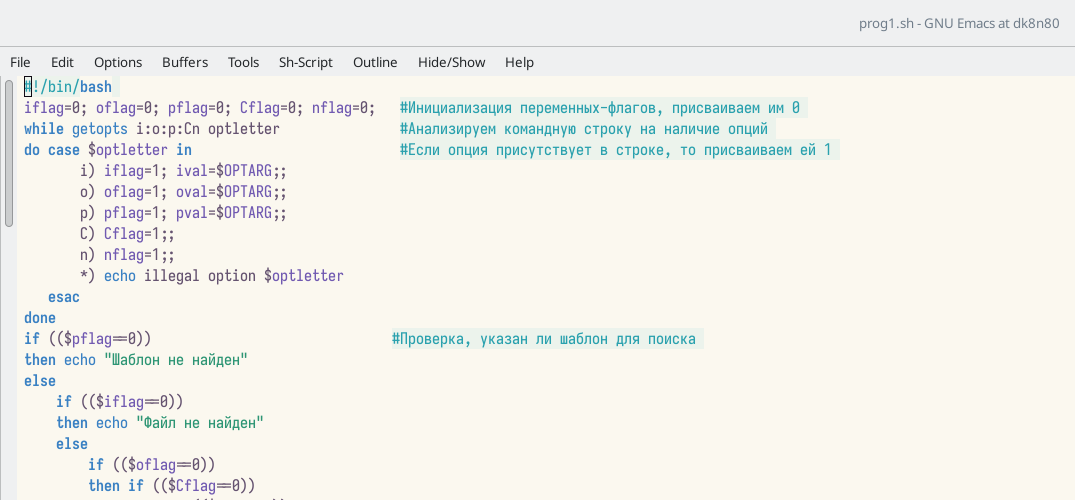 prog1.sh - GNU Emacs at dk8n80
File Edit Options Buffers Tools Sh-Script Outline Hide/Show Help
#!/bin/bash
iflag=0; oflag=0; pflag=0; Cflag=0; nflag=0;   #Инициализация переменных-флагов, присваиваем им 0
while getopts i:o:p:Cn optletter               #Анализируем командную строку на наличие опций
do case $optletter in                          #Если опция присутствует в строке, то присваиваем ей 1
       i) iflag=1; ival=$OPTARG;;
       o) oflag=1; oval=$OPTARG;;
       p) pflag=1; pval=$OPTARG;;
       C) Cflag=1;;
       n) nflag=1;;
       *) echo illegal option $optletter
   esac
done
if (($pflag==0))                              #Проверка, указан ли шаблон для поиска
then echo "Шаблон не найден"
else
    if (($iflag==0))
    then echo "Файл не найден"
    else
        if (($oflag==0))
        then if (($Cflag==0))